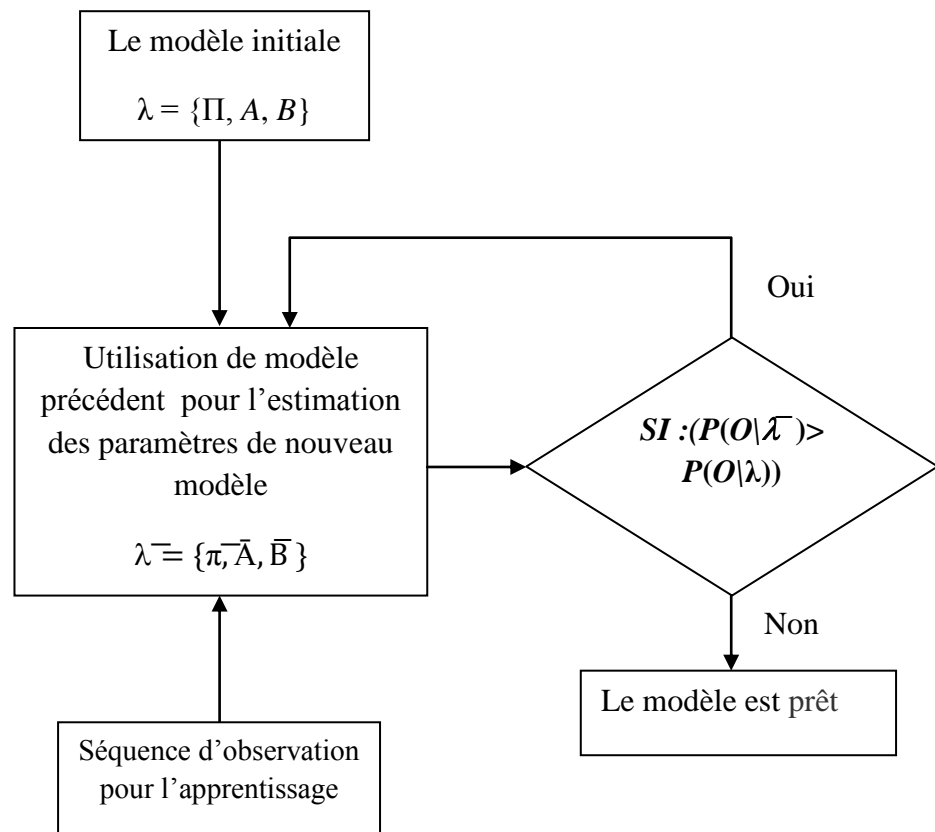 Le modèle initiale
λ = {Π, A, B}
Oui
Utilisation de modèle
précédent pour l’estimation
des paramètres de nouveau
modèle
λ ̅ = {π, ̅A̅, B̅ }
SI :(P(O\λ ̅ )>
P(O\λ))
Non
Le modèle est prêt
Séquence d’observation
pour l’apprentissage